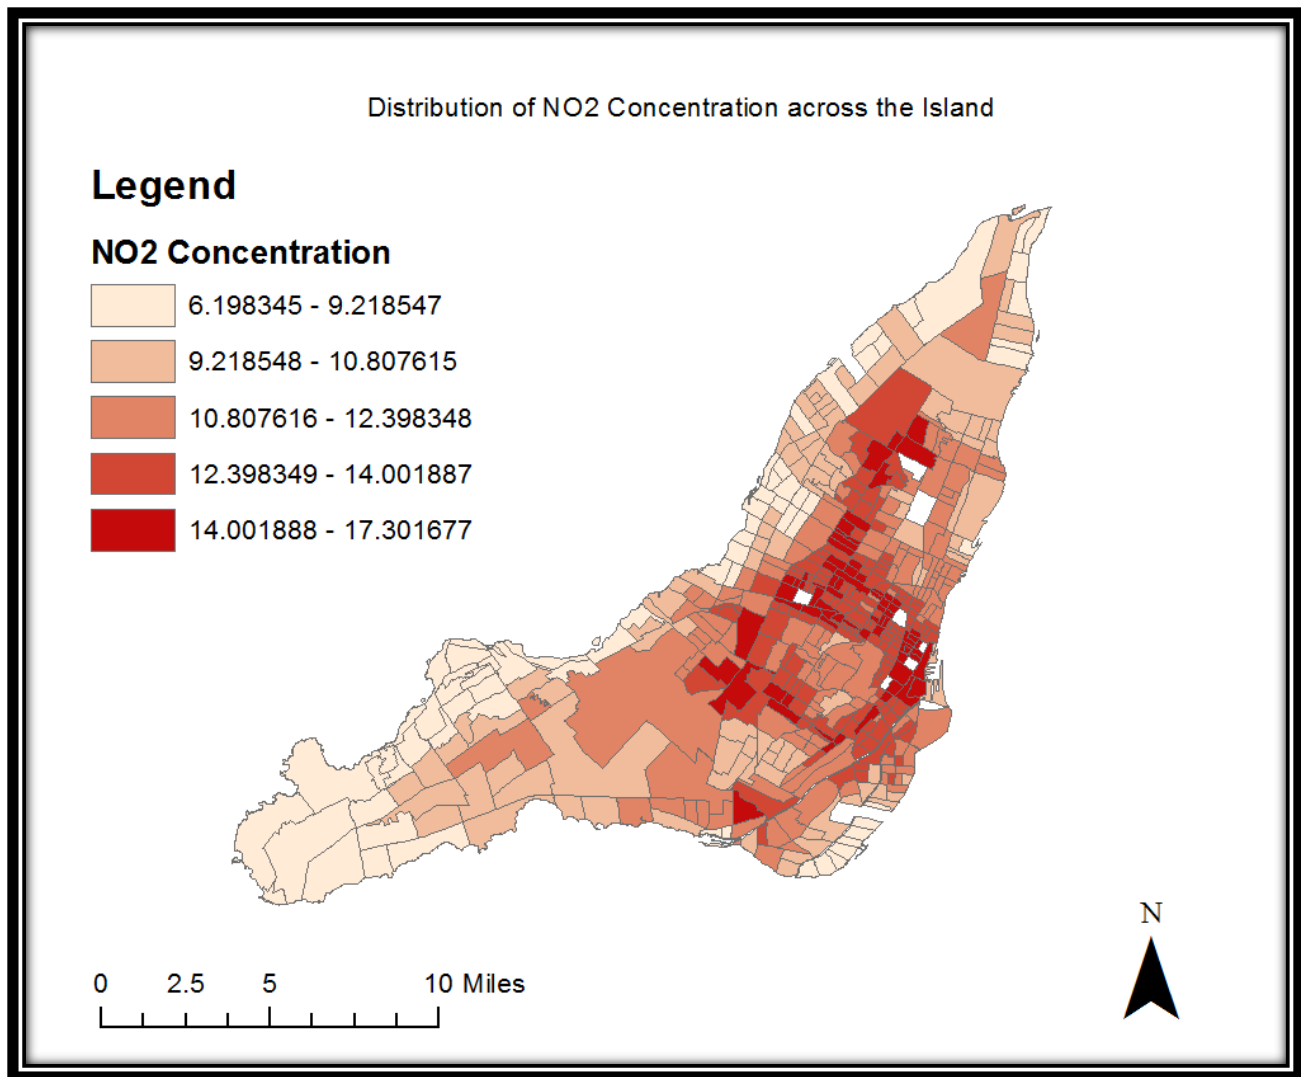 Distribution of NO2 Concentration across the Island
Legend
NO2 Concentration
6.198345 - 9.218547
9.218548 - 10.807615
10.807616 - 12.398348
12.398349 - 14.001887
14.001888 - 17.301677
N
0 2.5 5 10 Miles